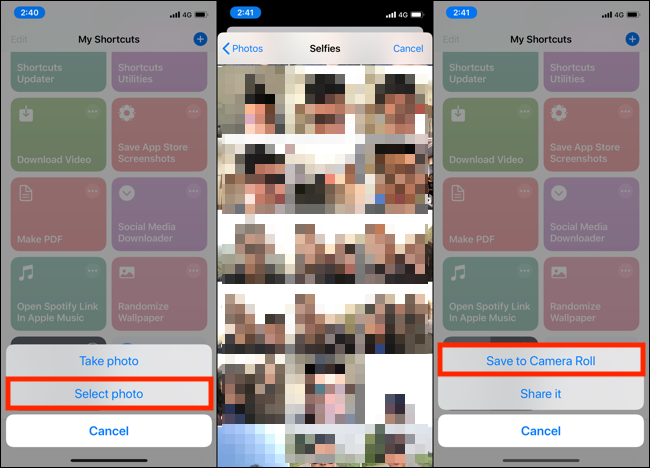 2:40
4G
Edit
My Shortcuts
Shortcuts
Updater
Shortcuts
Utilities
Download Video
Save App Store
Screenshots
Make PDF
Social Media
Downloader
Open Spotify Link
In Apple Music
Randomize
Wallpaper
Take photo
Select photo
Cancel
2:41
4G
Photos
Selfies
Cancel
2:41
4G
Edit
My Shortcuts
Shortcuts
Updater
Shortcuts
Utilities
Download Video
Save App Store
Screenshots
Make PDF
Social Media
Downloader
Open Spotify Link
In Apple Music
Randomize
Wallpaper
Save to Camera Roll
Share it
Cancel